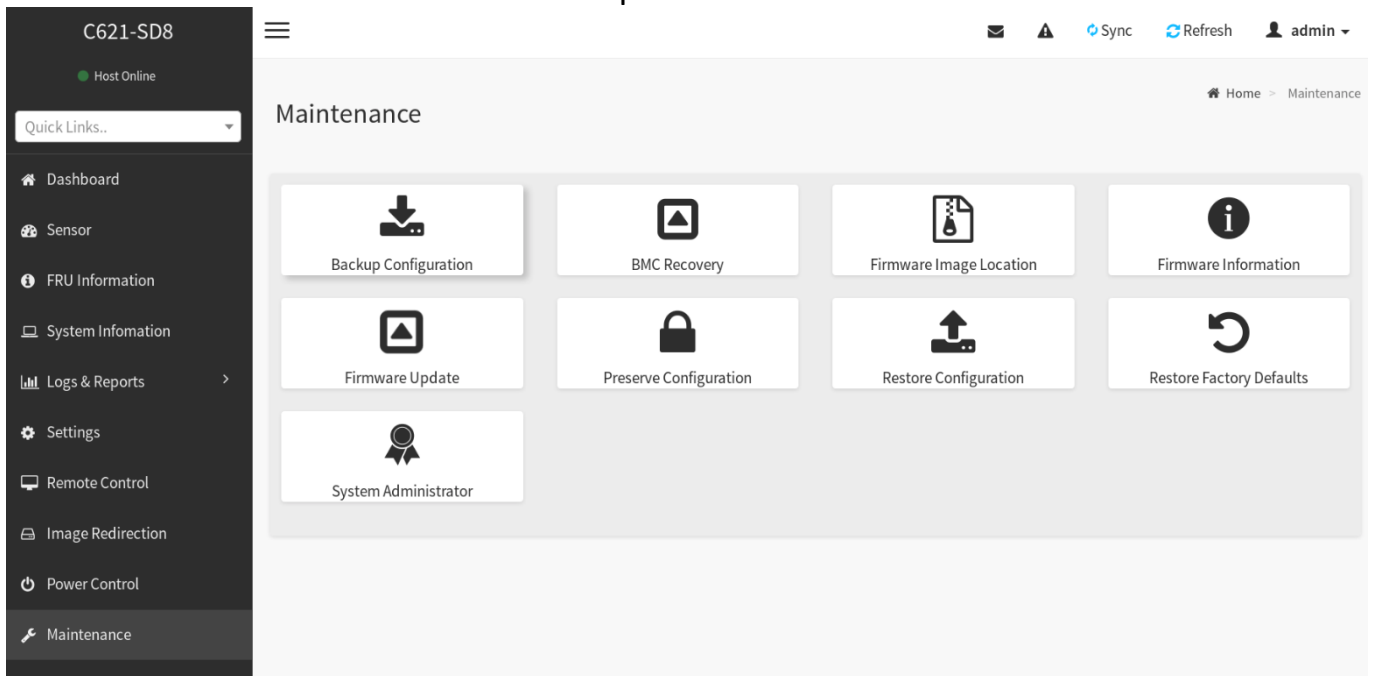 C621-SD8
Host Online
Quick Links..
Dashboard
Sensor
FRU Information
System Infomation
Logs & Reports
Settings
Remote Control
Image Redirection
Power Control
Maintenance
Sync Refresh admin
Home > Maintenance
Maintenance
Backup Configuration
BMC Recovery
Firmware Image Location
Firmware Information
Firmware Update
Preserve Configuration
Restore Configuration
Restore Factory Defaults
System Administrator